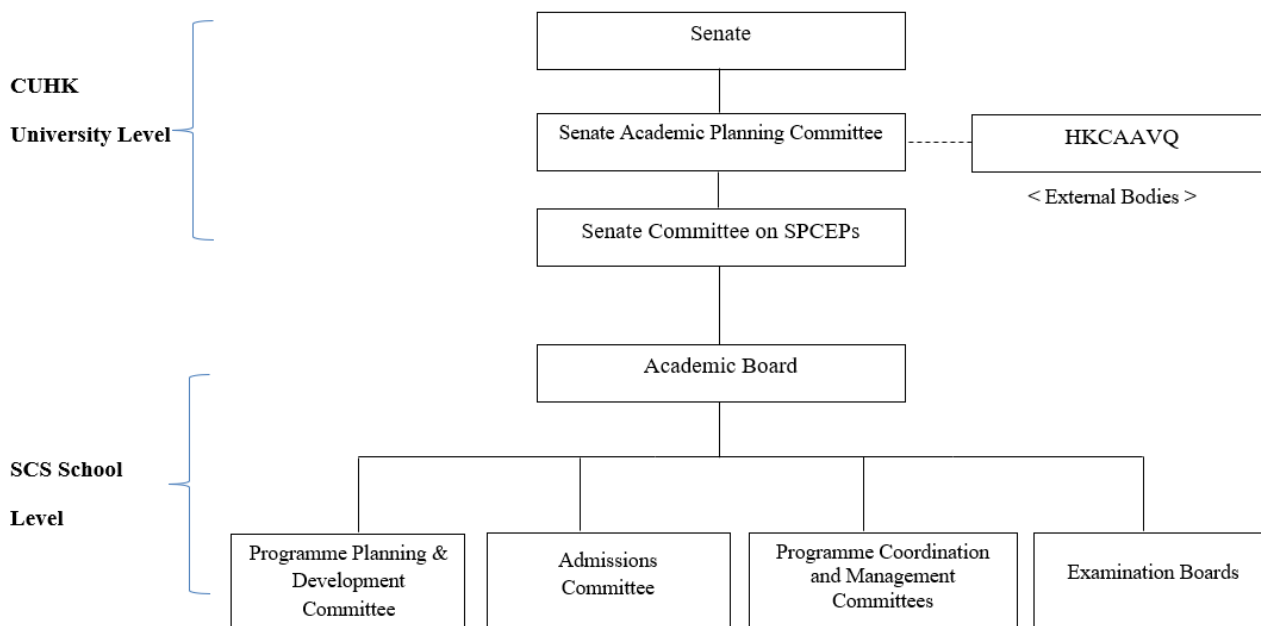 Senate
CUHK
University Level
Senate Academic Planning Committee
HKCAAVQ
< External Bodies >
Senate Committee on SPCEPs
Academic Board
SCS School
Level
Programme Planning &
Development
Committee
Admissions
Committee
Programme Coordination
and Management
Committees
Examination Boards